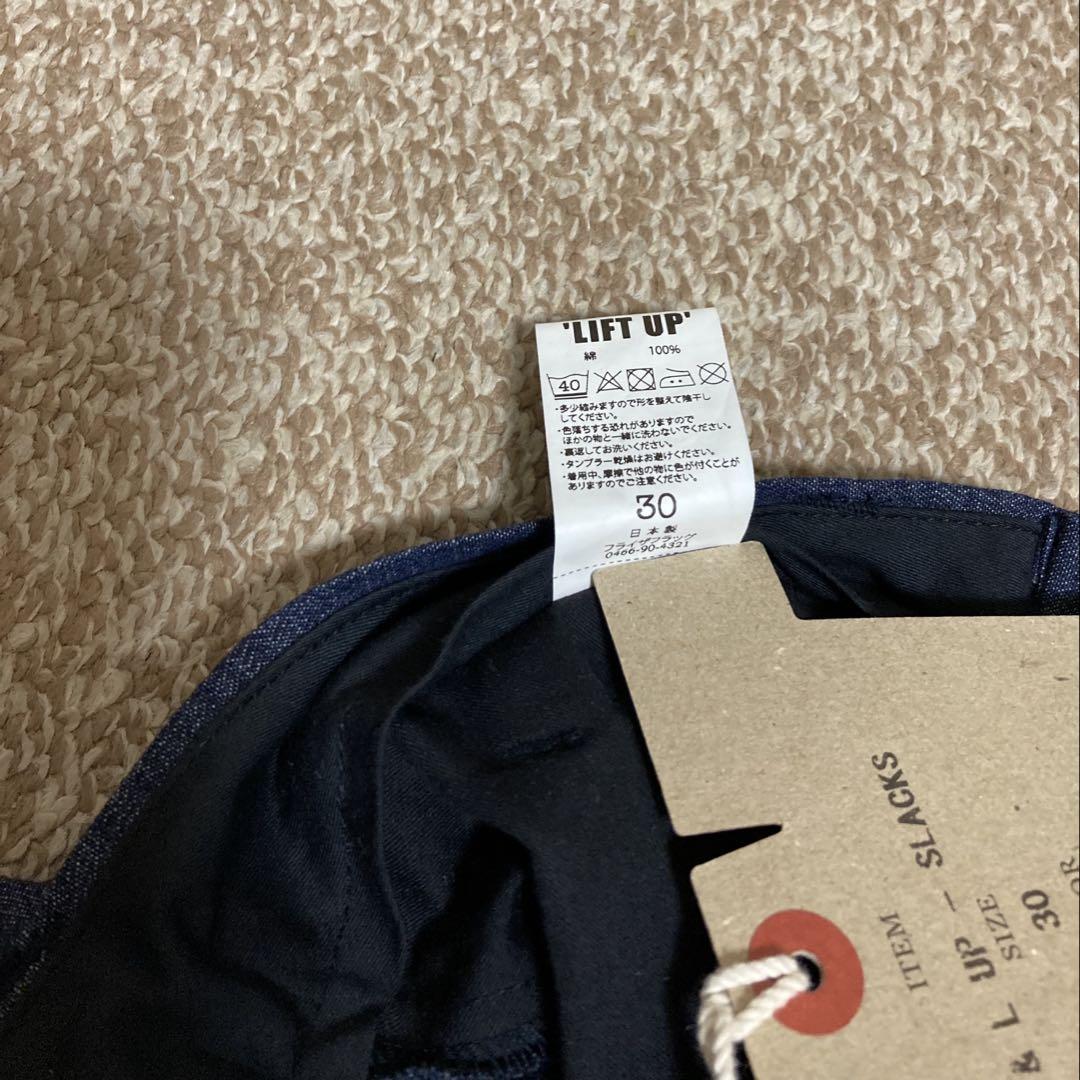 'LIFT UP'
綿 100%
40
・多少縮みますので形を整えて陰干し
してください。
・色落ちする恐れがありますので
ほかの物と一緒に洗わないでください。
・裏返してお洗いください。
・タンブラー乾燥はお避けください。
・着用中、摩擦で他の物に色が付くことが
ありますのでご注意ください。
30
日本製
フライザフラッグ
0466-90-4321
ITEM
UP - SLACKS
SIZE
30
& L